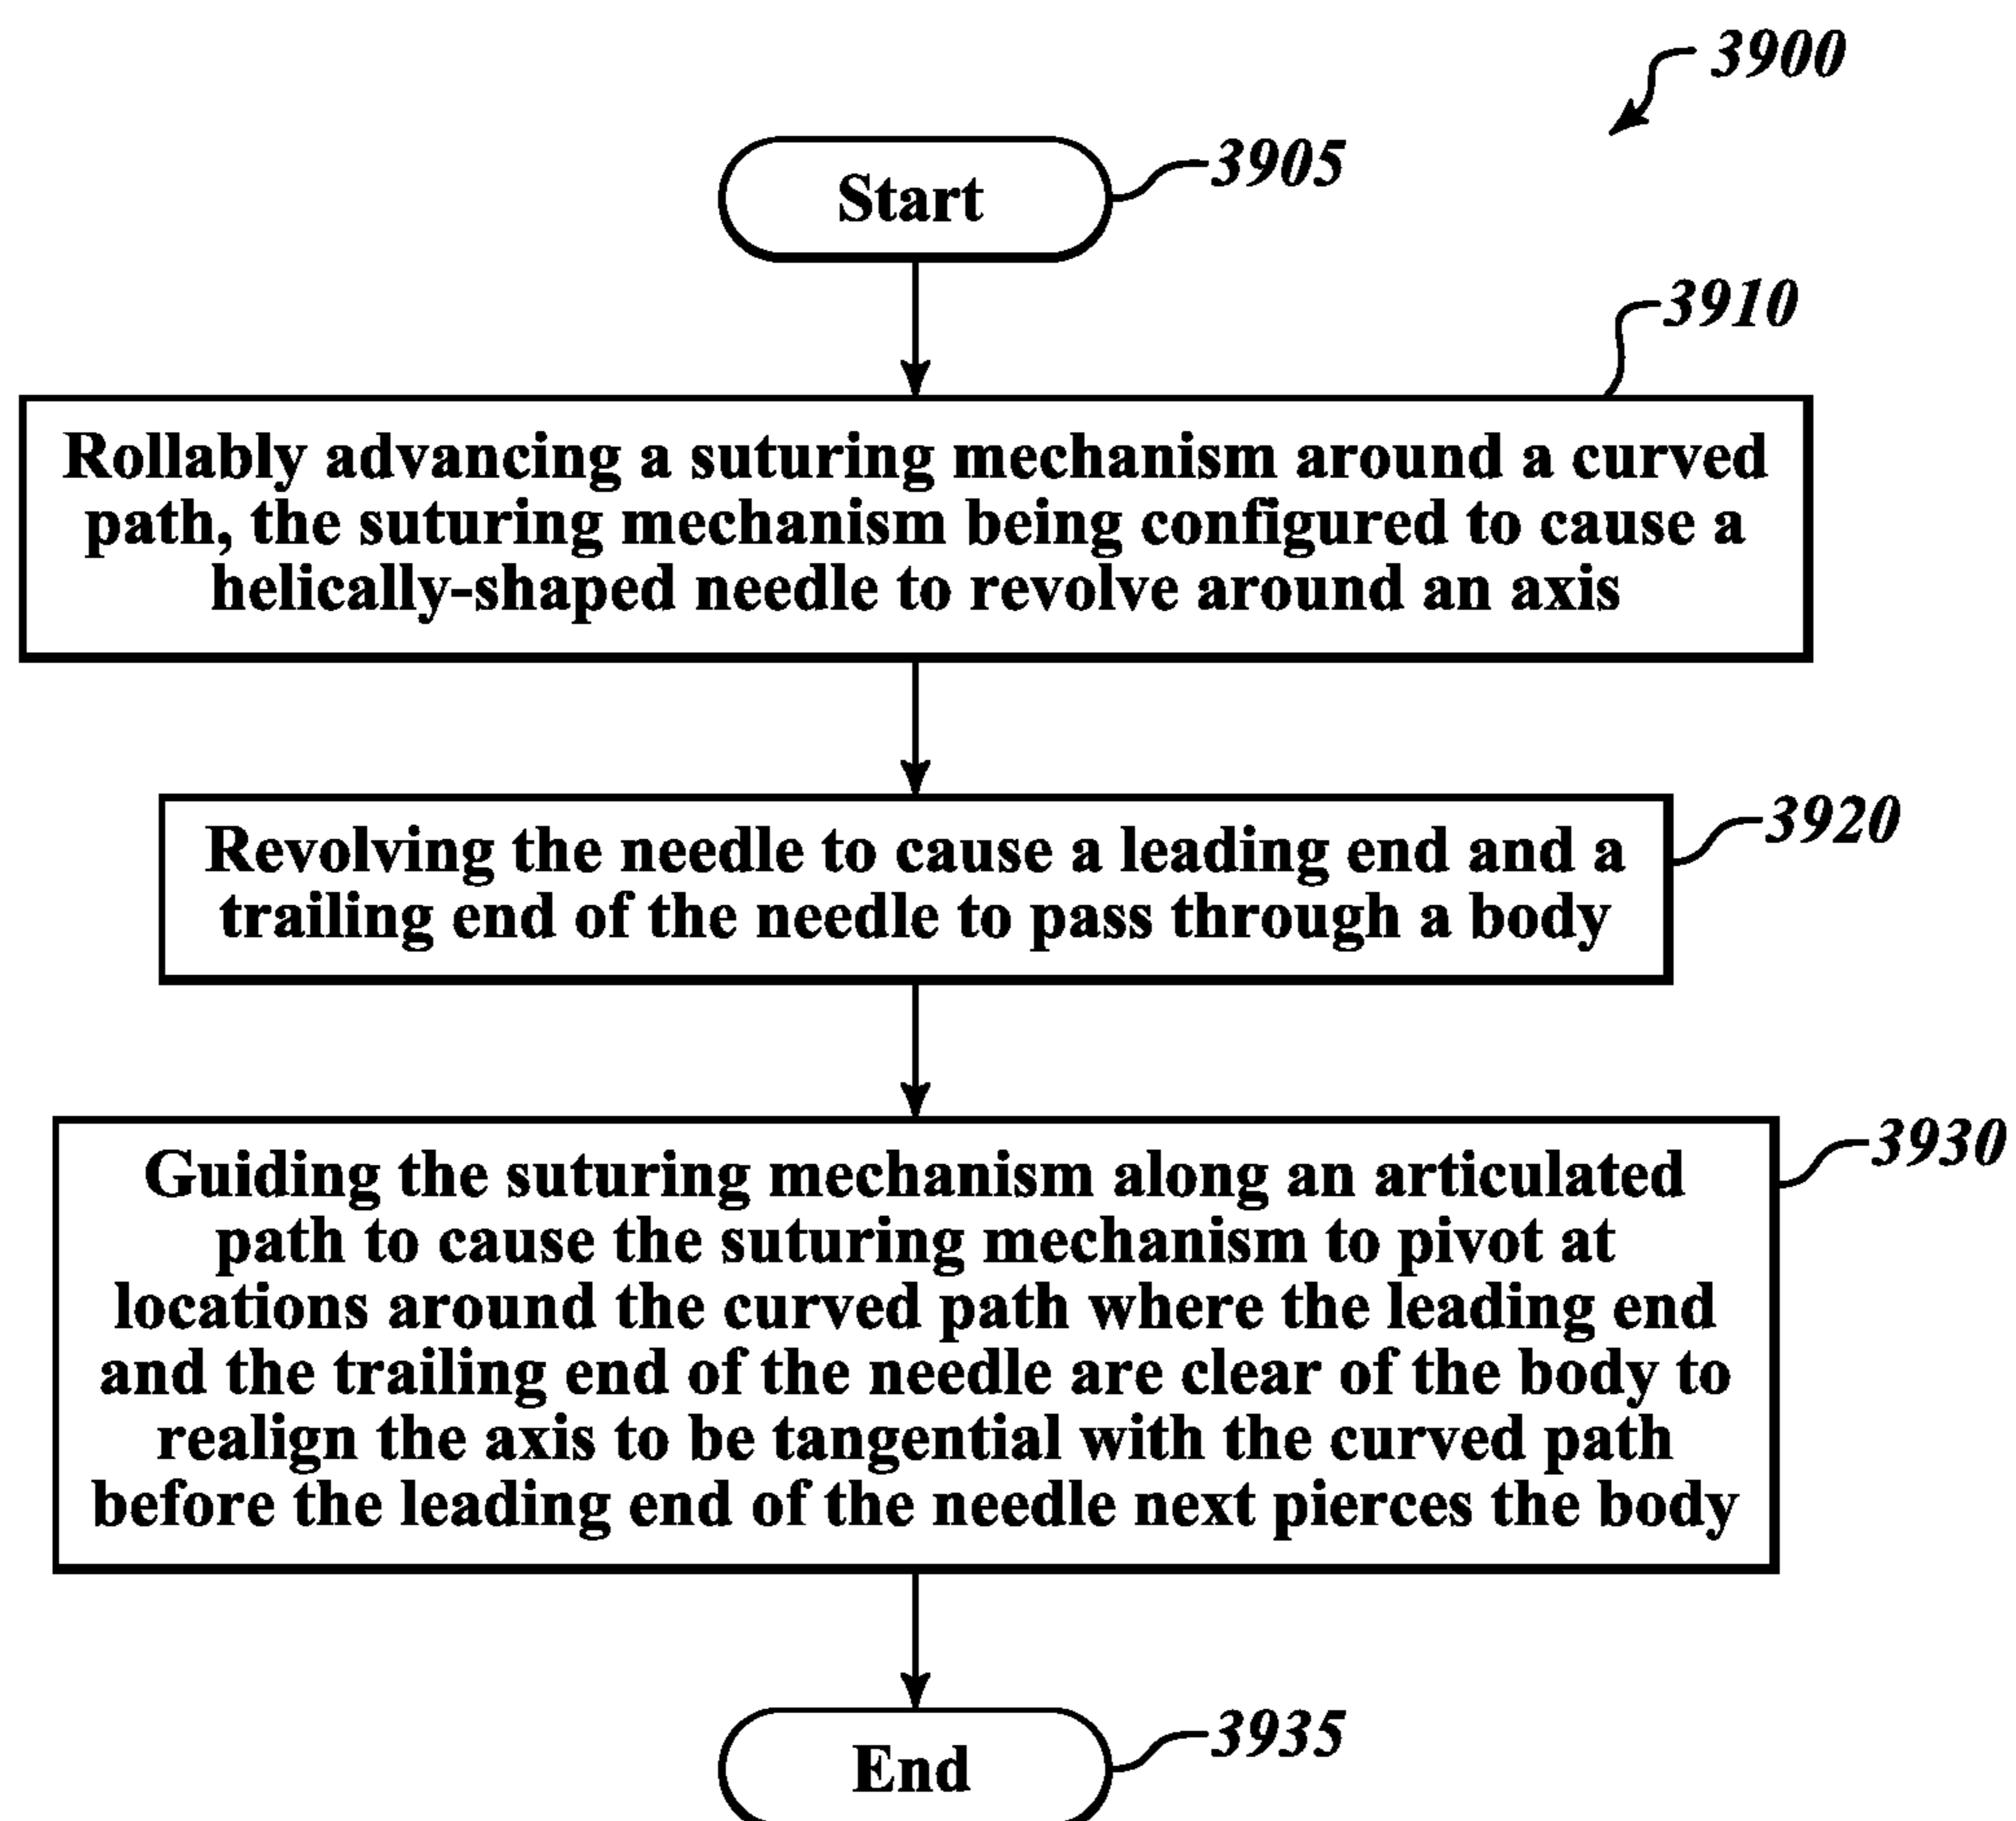 3900
Start
3905
3910
Rollably advancing a suturing mechanism around a curved
path, the suturing mechanism being configured to cause a
helically-shaped needle to revolve around an axis
Revolving the needle to cause a leading end and a
trailing end of the needle to pass through a body
3920
Guiding the suturing mechanism along an articulated
path to cause the suturing mechanism to pivot at
locations around the curved path where the leading end
and the trailing end of the needle are clear of the body to
realign the axis to be tangential with the curved path
before the leading end of the needle next pierces the body
3930
End
3935